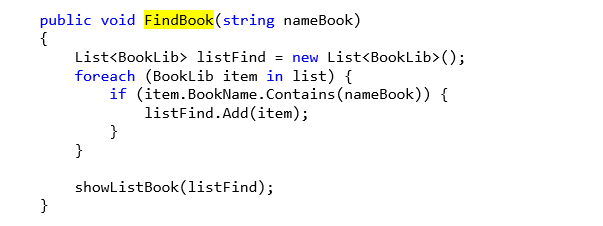 public void FindBook(string nameBook)
{
    List<BookLib> listFind = new List<BookLib>();
    foreach (BookLib item in list) {
        if (item.BookName.Contains(nameBook)) {
            listFind.Add(item);
        }
    }

    showListBook(listFind);
}